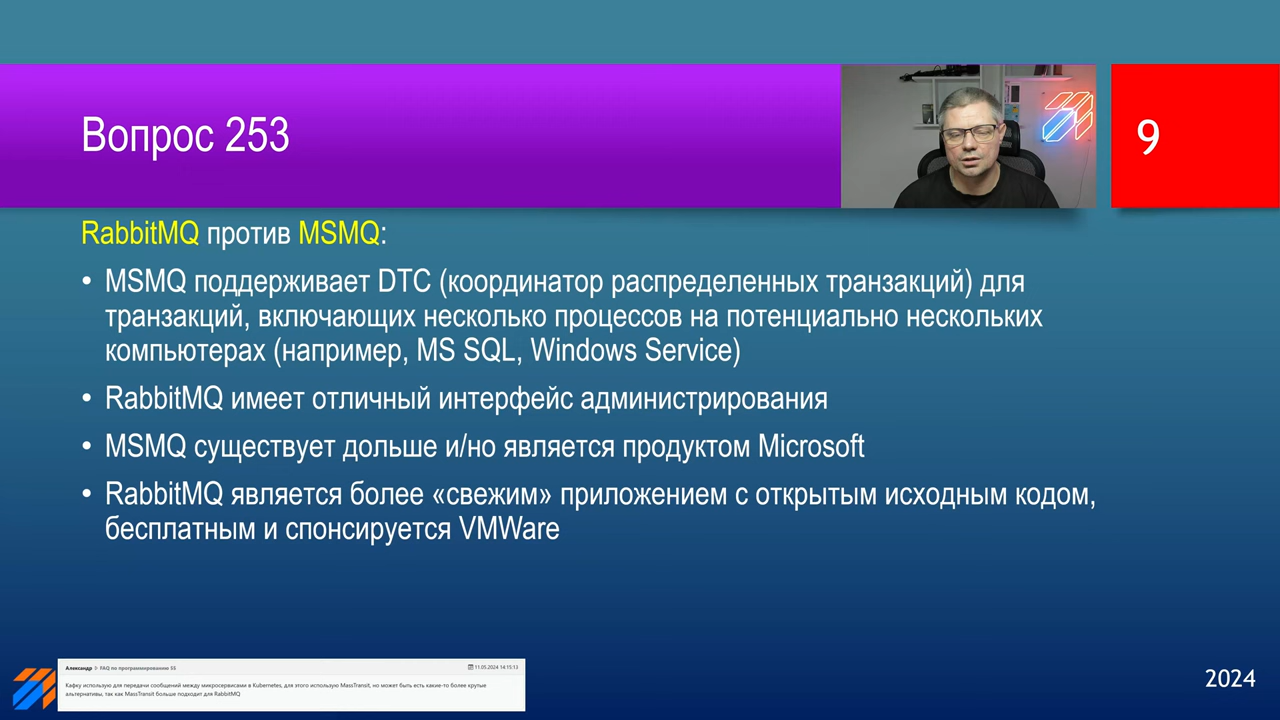 Вопрос 253
9
RabbitMQ против MSMQ:
• MSMQ поддерживает DTC (координатор распределенных транзакций) для
транзакций, включающих несколько процессов на потенциально нескольких
компьютерах (например, MS SQL, Windows Service)
• RabbitMQ имеет отличный интерфейс администрирования
• MSMQ существует дольше и/но является продуктом Microsoft
• RabbitMQ является более «свежим» приложением с открытым исходным кодом,
бесплатным и спонсируется VMWare
Александр FAQ по программированию 55 11.05.2024 14:15:13
Кафку использую для передачи сообщений между микросервисами в Kubernetes, для этого использую MassTransit, но может быть есть какие-то более крутые
альтернативы, так как MassTransit больше подходит для RabbitMQ
2024